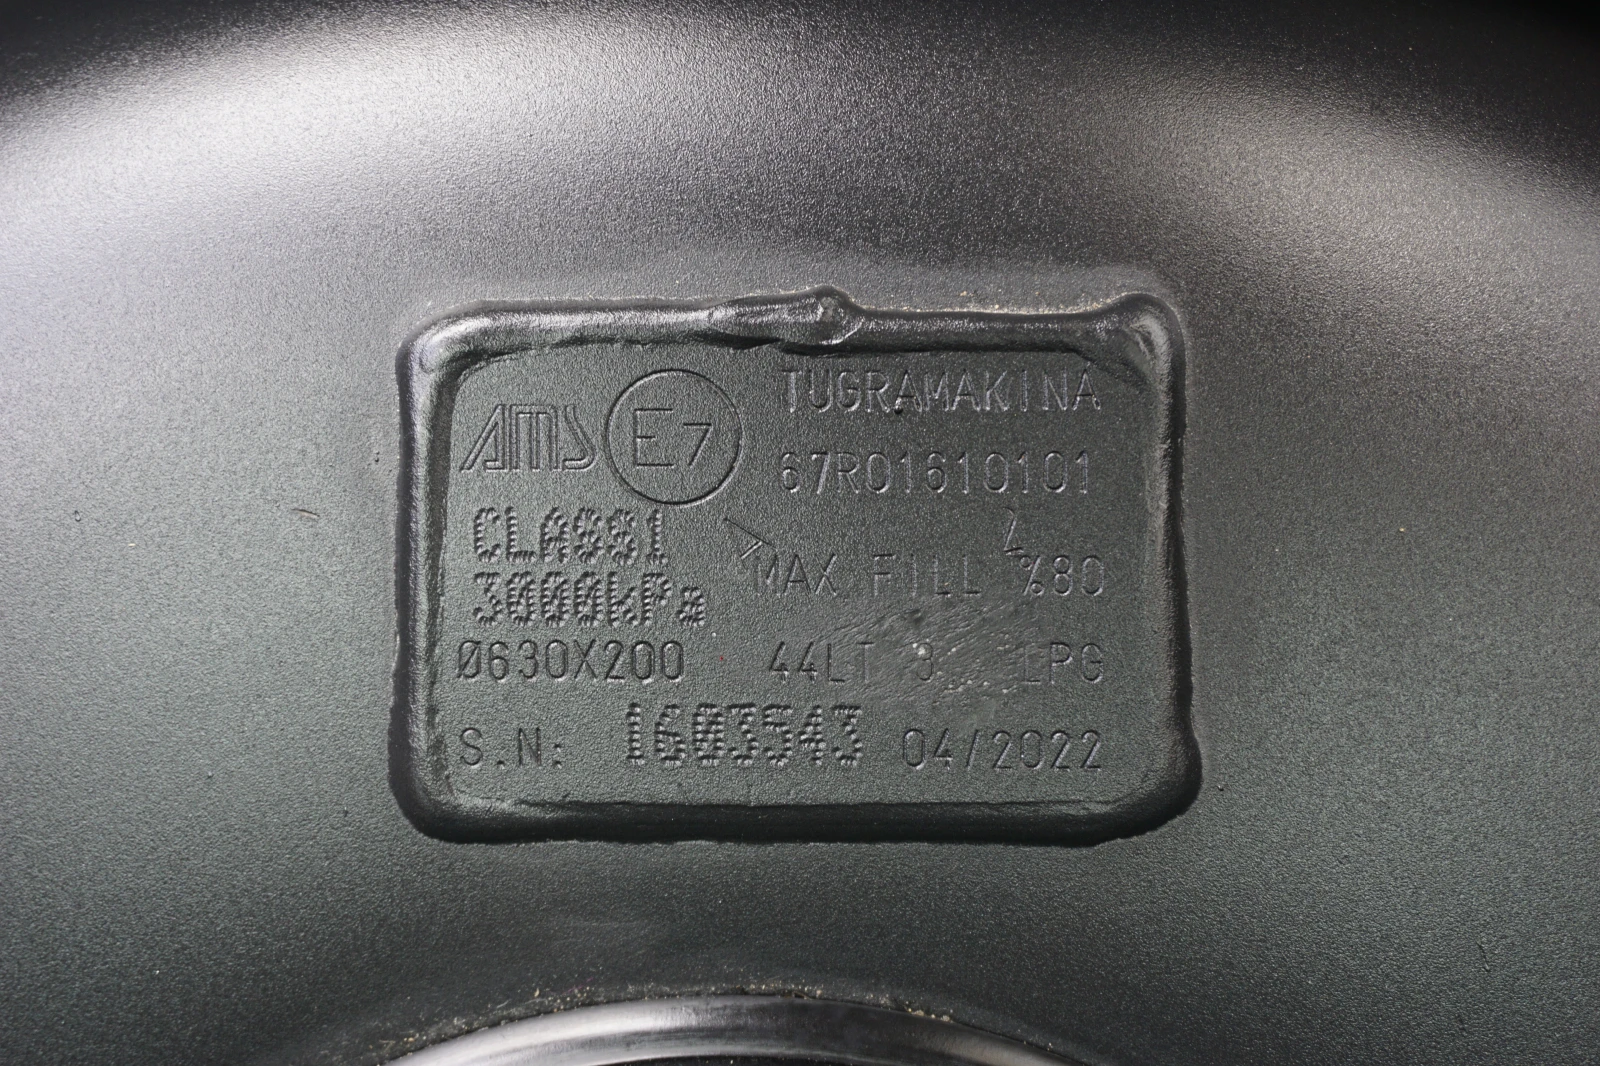 AMS E7 TUGRAMAKINA
67R01610101
CLASS1
MAX FILL %80
3000kPa
Ø630X200 44LT LPG
S.N: 1603543 04/2022